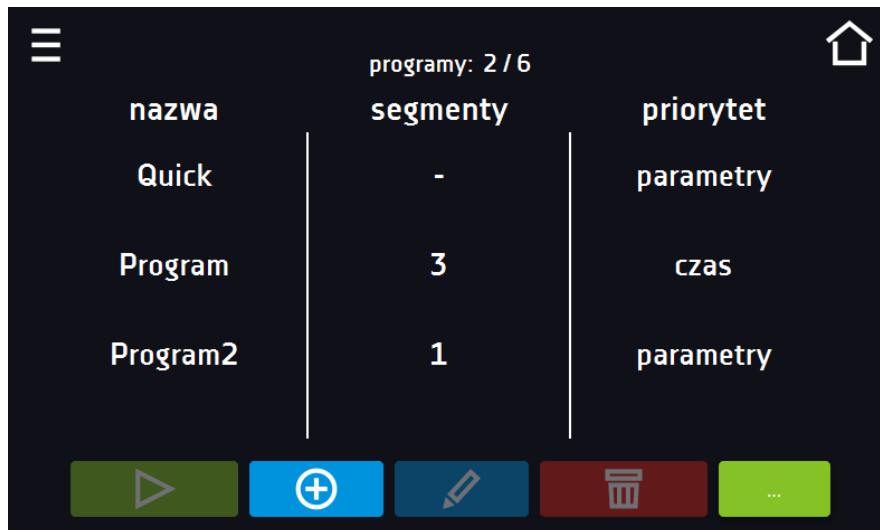 programy: 2 / 6
nazwa segmenty priorytet
Quick - parametry
Program 3 czas
Program2 1 parametry
...